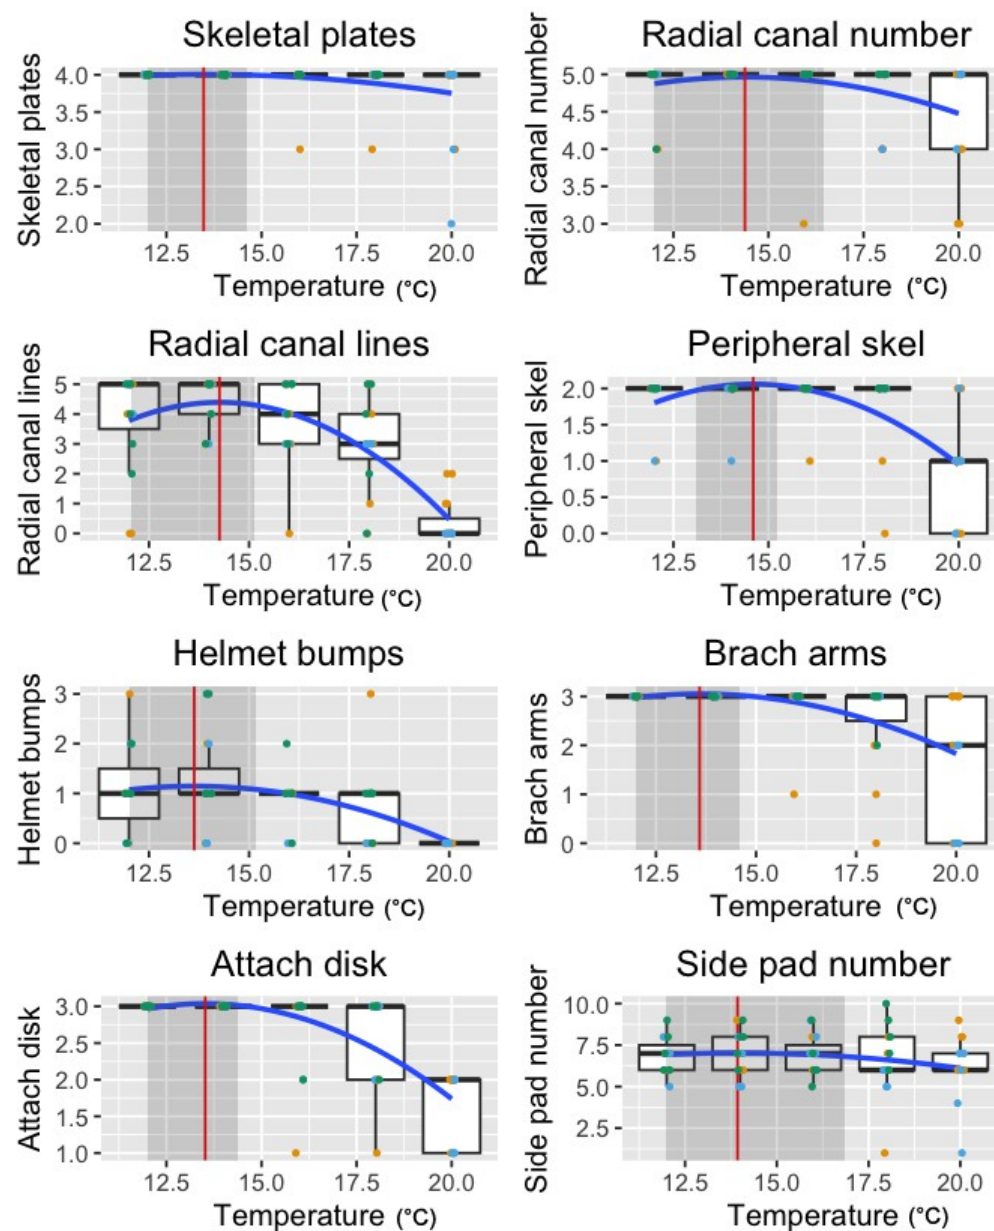 Skeletal plates
Skeletal plates
4.0
3.5
3.0
2.5
2.0
12.5 15.0 17.5 20.0
Temperature (°C)
Radial canal number
Radial canal number
5.0
4.5
4.0
3.5
3.0
12.5 15.0 17.5 20.0
Temperature (°C)
Radial canal lines
Radial canal lines
5
4
3
2
1
0
12.5 15.0 17.5 20.0
Temperature (°C)
Peripheral skel
Peripheral skel
2.0
1.5
1.0
0.5
0.0
12.5 15.0 17.5 20.0
Temperature (°C)
Helmet bumps
Helmet bumps
3
2
1
0
12.5 15.0 17.5 20.0
Temperature (°C)
Brach arms
Brach arms
3
2
1
0
12.5 15.0 17.5 20.0
Temperature (°C)
Attach disk
Attach disk
3.0
2.5
2.0
1.5
1.0
12.5 15.0 17.5 20.0
Temperature (°C)
Side pad number
Side pad number
10.0
7.5
5.0
2.5
12.5 15.0 17.5 20.0
Temperature (°C)